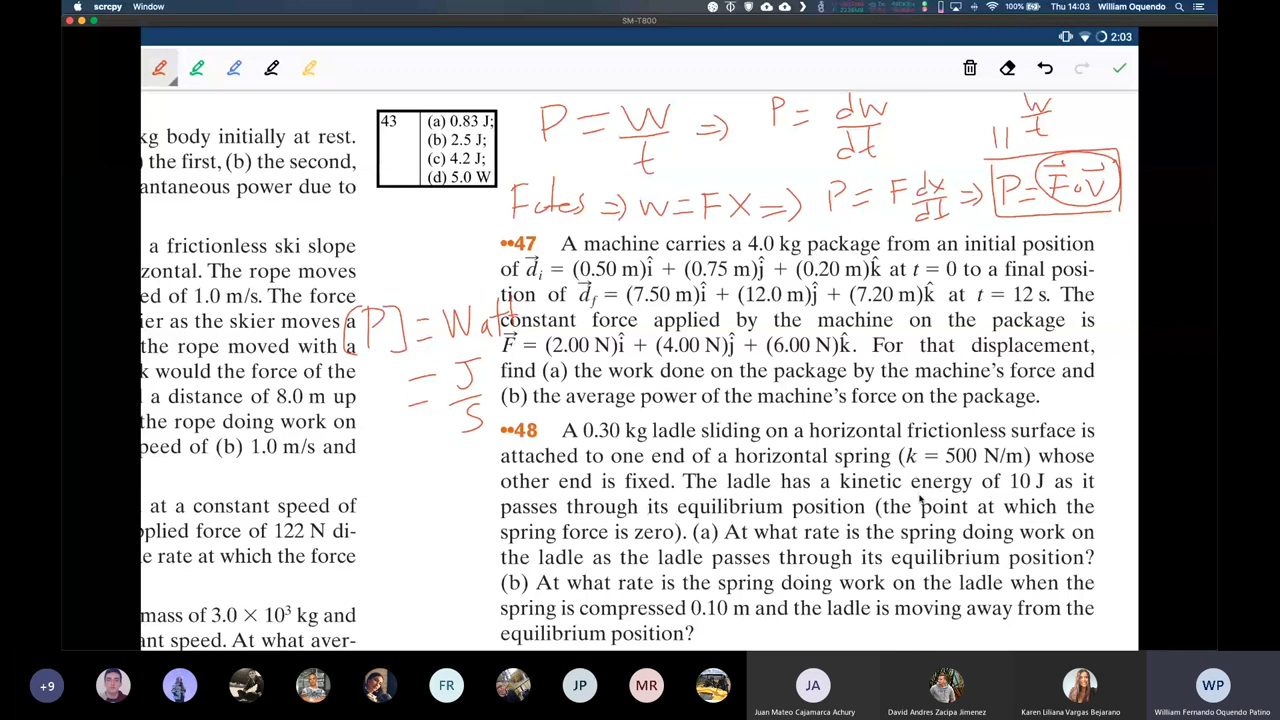 scrcpy Window
100% Thu 14:03 William Oquendo
SM-T800
2:03
P = W/t ⇒ P = dW/dt
W/t
Fctes ⇒ W = FX ⇒ P = F dx/dt ⇒ P = F∘V
[P] = Watt
= J/S
43 (a) 0.83 J;
(b) 2.5 J;
(c) 4.2 J;
(d) 5.0 W
kg body initially at rest.
the first, (b) the second,
stantaneous power due to
a frictionless ski slope
zontal. The rope moves
ed of 1.0 m/s. The force
ier as the skier moves a
the rope moved with a
k would the force of the
a distance of 8.0 m up
the rope doing work on
speed of (b) 1.0 m/s and
at a constant speed of
pplied force of 122 N di-
e rate at which the force
mass of 3.0 × 10³ kg and
ant speed. At what aver-
••47 A machine carries a 4.0 kg package from an initial position
of d⃗ᵢ = (0.50 m)î + (0.75 m)ĵ + (0.20 m)k̂ at t = 0 to a final posi-
tion of d⃗f = (7.50 m)î + (12.0 m)ĵ + (7.20 m)k̂ at t = 12 s. The
constant force applied by the machine on the package is
F⃗ = (2.00 N)î + (4.00 N)ĵ + (6.00 N)k̂. For that displacement,
find (a) the work done on the package by the machine's force and
(b) the average power of the machine's force on the package.
••48 A 0.30 kg ladle sliding on a horizontal frictionless surface is
attached to one end of a horizontal spring (k = 500 N/m) whose
other end is fixed. The ladle has a kinetic energy of 10 J as it
passes through its equilibrium position (the point at which the
spring force is zero). (a) At what rate is the spring doing work on
the ladle as the ladle passes through its equilibrium position?
(b) At what rate is the spring doing work on the ladle when the
spring is compressed 0.10 m and the ladle is moving away from the
equilibrium position?
+9 FR JP MR JA WP
Juan Mateo Cajamarca Achury David Andres Zacipa Jimenez Karen Liliana Vargas Bejarano William Fernando Oquendo Patino